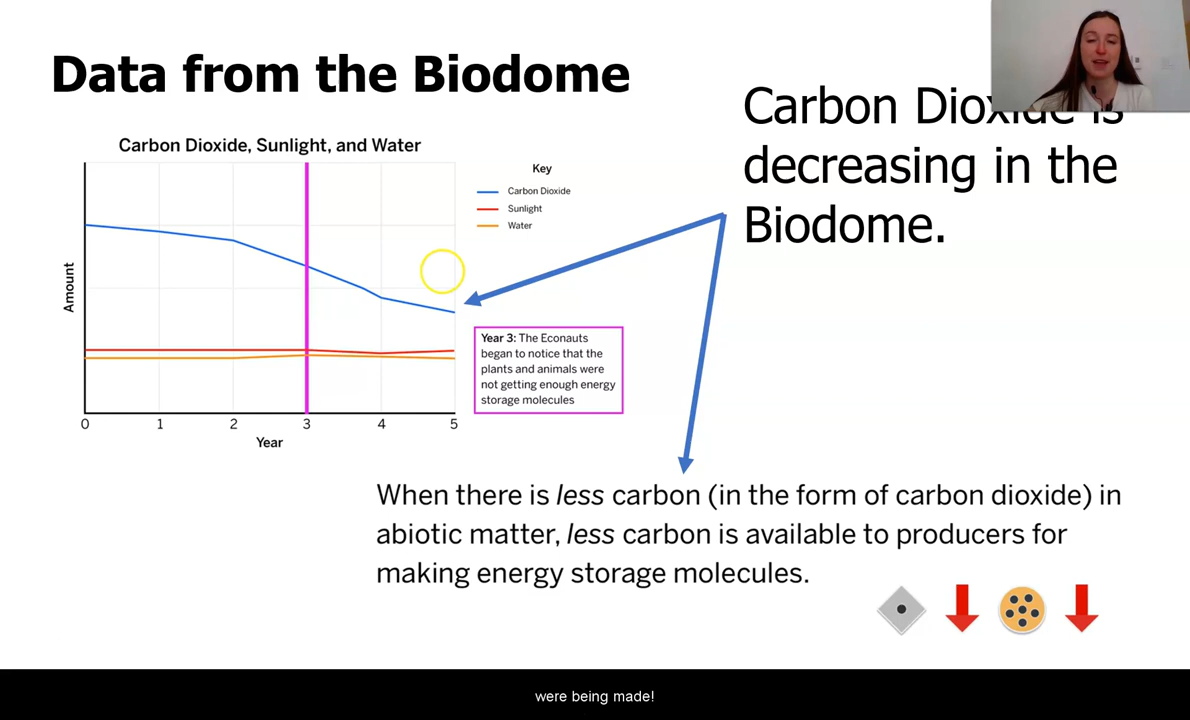 Data from the Biodome
Carbon Dioxide is
decreasing in the
Biodome.
Carbon Dioxide, Sunlight, and Water
Key
Carbon Dioxide
Sunlight
Water
Amount
0 1 2 3 4 5
Year
Year 3: The Econauts
began to notice that the
plants and animals were
not getting enough energy
storage molecules
When there is less carbon (in the form of carbon dioxide) in
abiotic matter, less carbon is available to producers for
making energy storage molecules.
were being made!